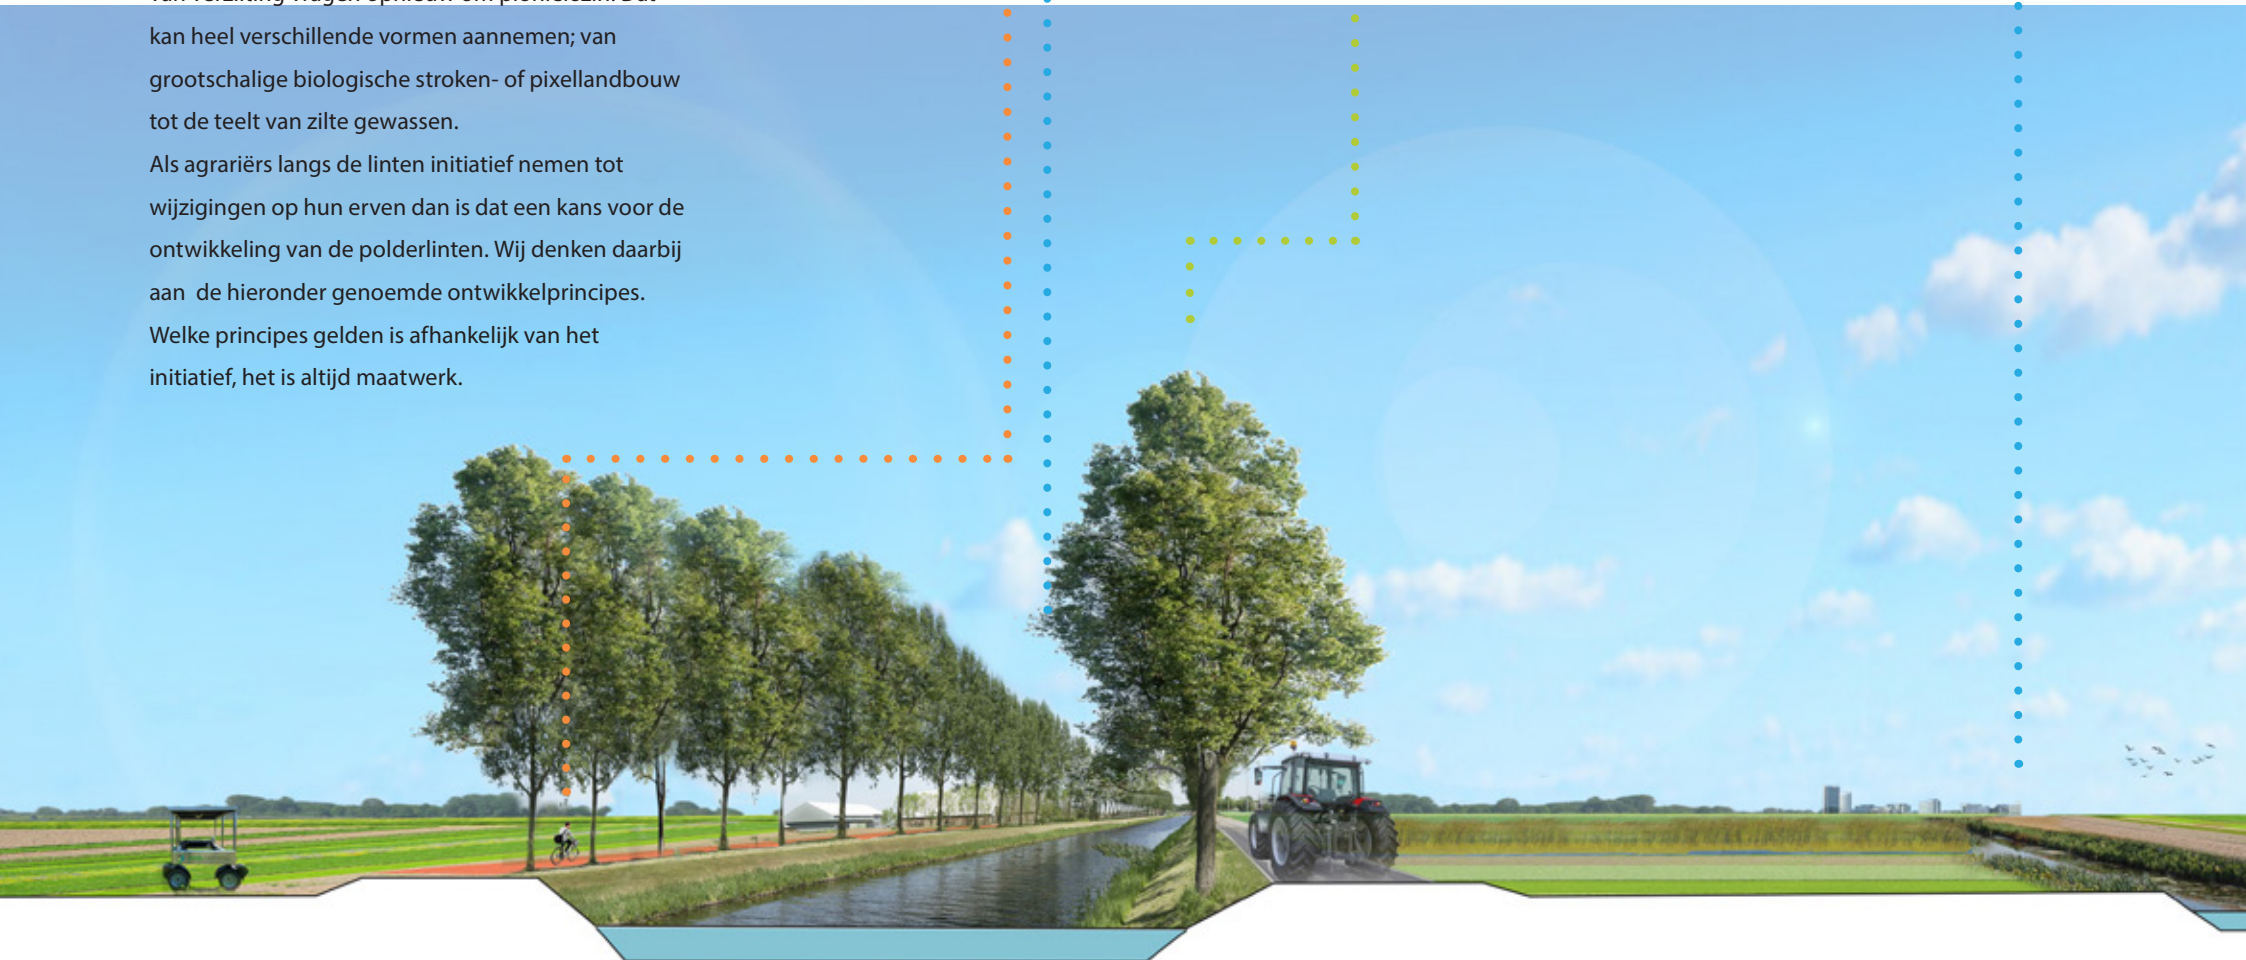 kan heel verschillende vormen aannemen; van
grootschalige biologische stroken- of pixellandbouw
tot de teelt van zilte gewassen.
Als agrariërs langs de linten initiatief nemen tot
wijzigingen op hun erven dan is dat een kans voor de
ontwikkeling van de polderlinten. Wij denken daarbij
aan de hieronder genoemde ontwikkelprincipes.
Welke principes gelden is afhankelijk van het
initiatief, het is altijd maatwerk.